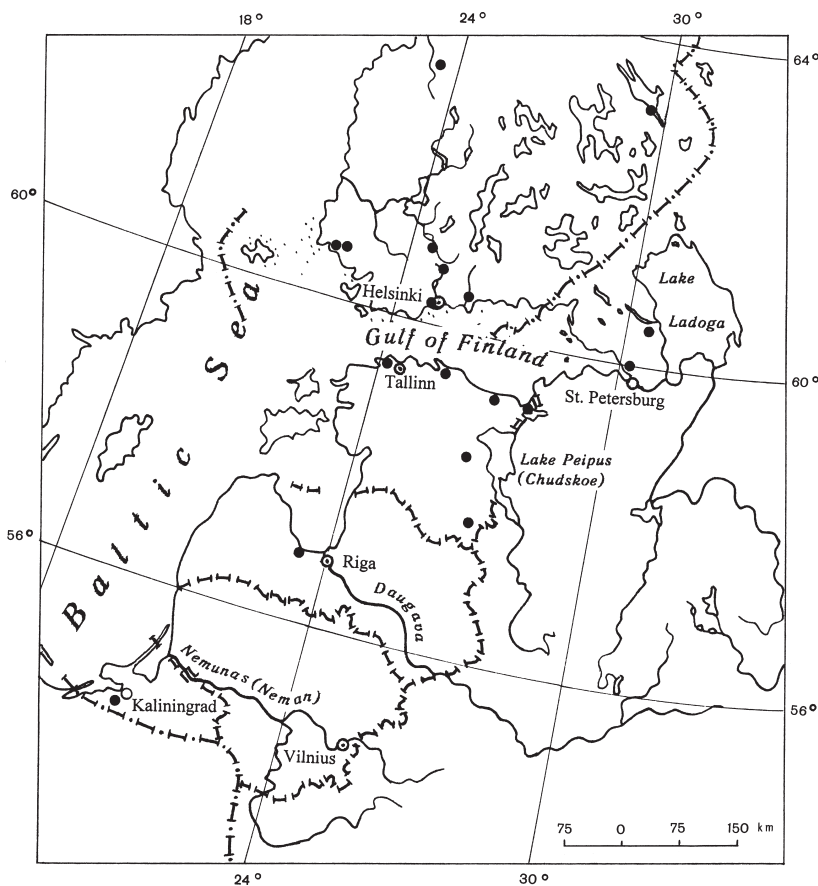 18° 24° 30°
64°
60°
Helsinki
Lake
Ladoga
Gulf of Finland
Tallinn
60°
St. Petersburg
Lake Peipus
(Chudskoe)
Baltic Sea
56°
Riga
Daugava
Nemunas (Neman)
Kaliningrad
56°
Vilnius
75 0 75 150 km
24° 30°